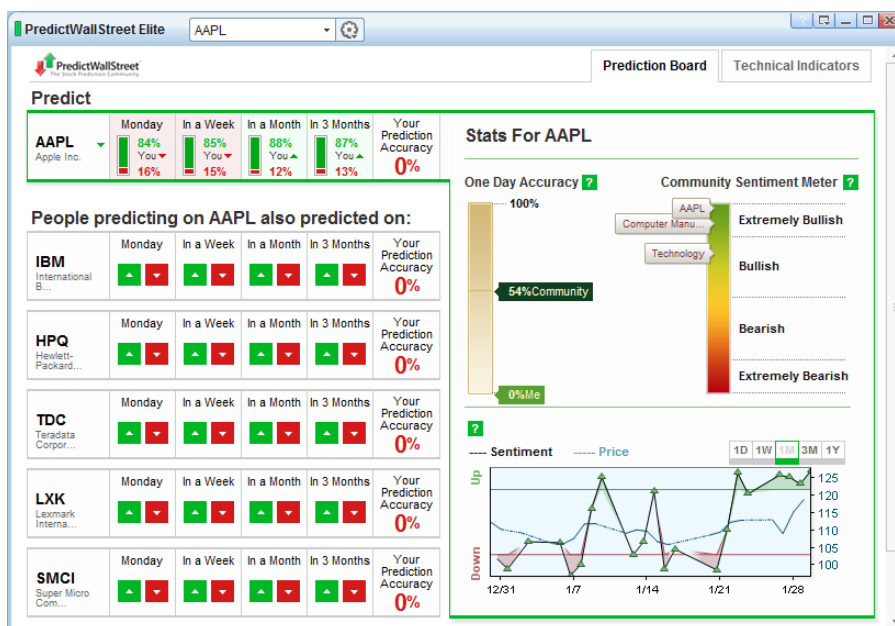 PredictWallStreet Elite
AAPL
PredictWallStreet
The Stock Prediction Community
Prediction Board
Technical Indicators
Predict
AAPL
Apple Inc.
Monday
84%
You
16%
In a Week
85%
You
15%
In a Month
88%
You
12%
In 3 Months
87%
You
13%
Your
Prediction
Accuracy
0%
People predicting on AAPL also predicted on:
IBM
International
B...
Monday
In a Week
In a Month
In 3 Months
Your
Prediction
Accuracy
0%
HPQ
Hewlett-
Packard...
Monday
In a Week
In a Month
In 3 Months
Your
Prediction
Accuracy
0%
TDC
Teradata
Corpor...
Monday
In a Week
In a Month
In 3 Months
Your
Prediction
Accuracy
0%
LXK
Lexmark
Interna...
Monday
In a Week
In a Month
In 3 Months
Your
Prediction
Accuracy
0%
SMCI
Super Micro
Com...
Monday
In a Week
In a Month
In 3 Months
Your
Prediction
Accuracy
0%
Stats For AAPL
One Day Accuracy ?
100%
54%Community
0%Me
Community Sentiment Meter ?
AAPL
Computer Manu...
Technology
Extremely Bullish
Bullish
Bearish
Extremely Bearish
?
---- Sentiment
----- Price
1D 1W 1M 3M 1Y
Up
Down
125
120
115
110
105
100
12/31 1/7 1/14 1/21 1/28